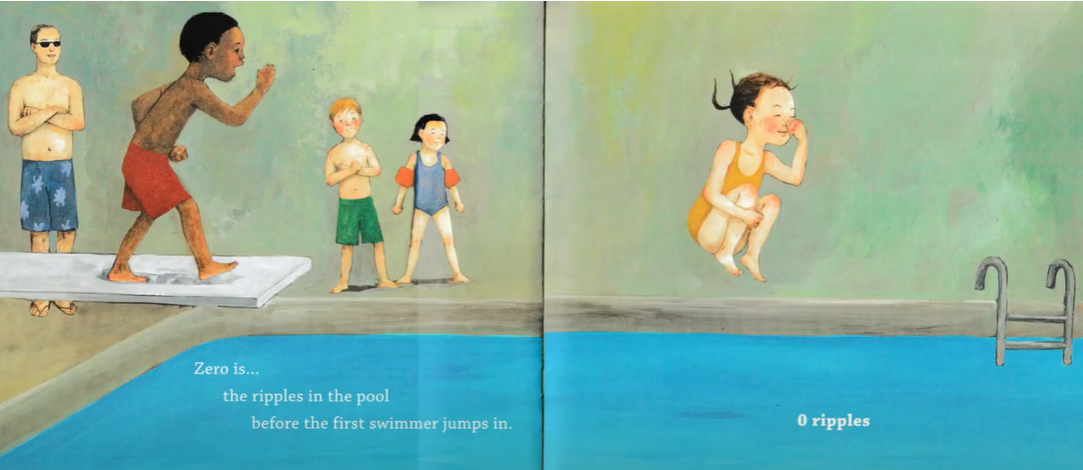 Zero is...
the ripples in the pool
before the first swimmer jumps in.
0 ripples